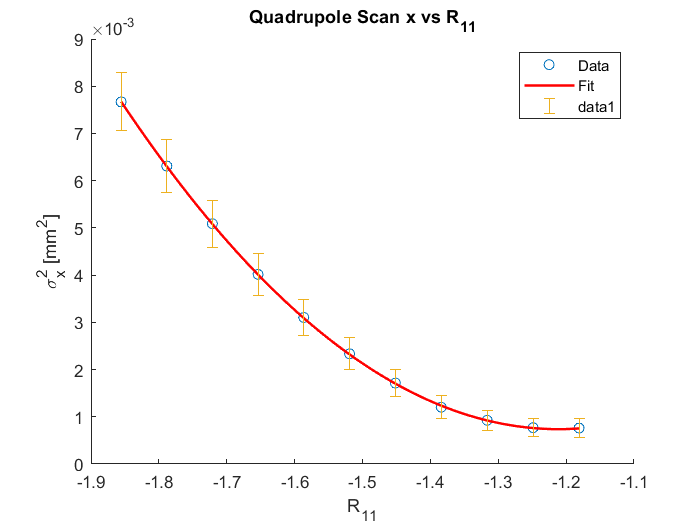 Quadrupole Scan x vs R11
×10-3
9
8
7
6
5
4
3
2
1
0
σx2 [mm2]
Data
Fit
data1
-1.9 -1.8 -1.7 -1.6 -1.5 -1.4 -1.3 -1.2 -1.1
R11